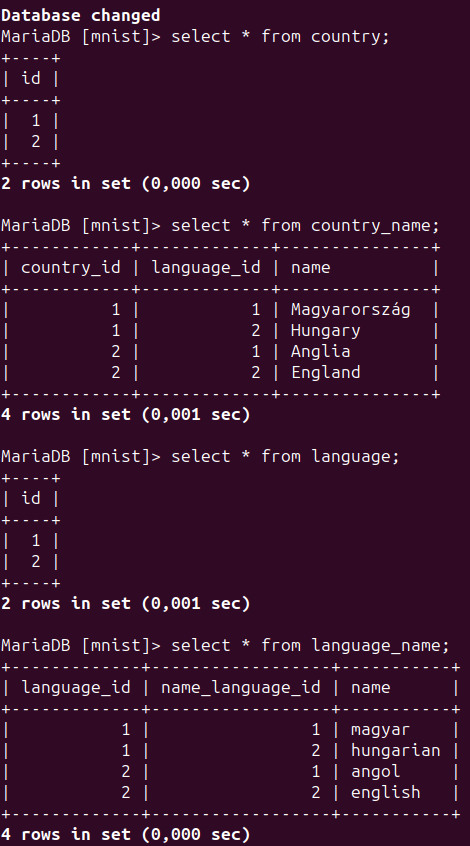 Database changed
MariaDB [mnist]> select * from country;
+----+
| id |
+----+
|  1 |
|  2 |
+----+
2 rows in set (0,000 sec)

MariaDB [mnist]> select * from country_name;
+------------+-------------+---------------+
| country_id | language_id | name          |
+------------+-------------+---------------+
|          1 |           1 | Magyarország  |
|          1 |           2 | Hungary       |
|          2 |           1 | Anglia        |
|          2 |           2 | England       |
+------------+-------------+---------------+
4 rows in set (0,001 sec)

MariaDB [mnist]> select * from language;
+----+
| id |
+----+
|  1 |
|  2 |
+----+
2 rows in set (0,001 sec)

MariaDB [mnist]> select * from language_name;
+-------------+------------------+-----------+
| language_id | name_language_id | name      |
+-------------+------------------+-----------+
|           1 |                1 | magyar    |
|           1 |                2 | hungarian |
|           2 |                1 | angol     |
|           2 |                2 | english   |
+-------------+------------------+-----------+
4 rows in set (0,000 sec)